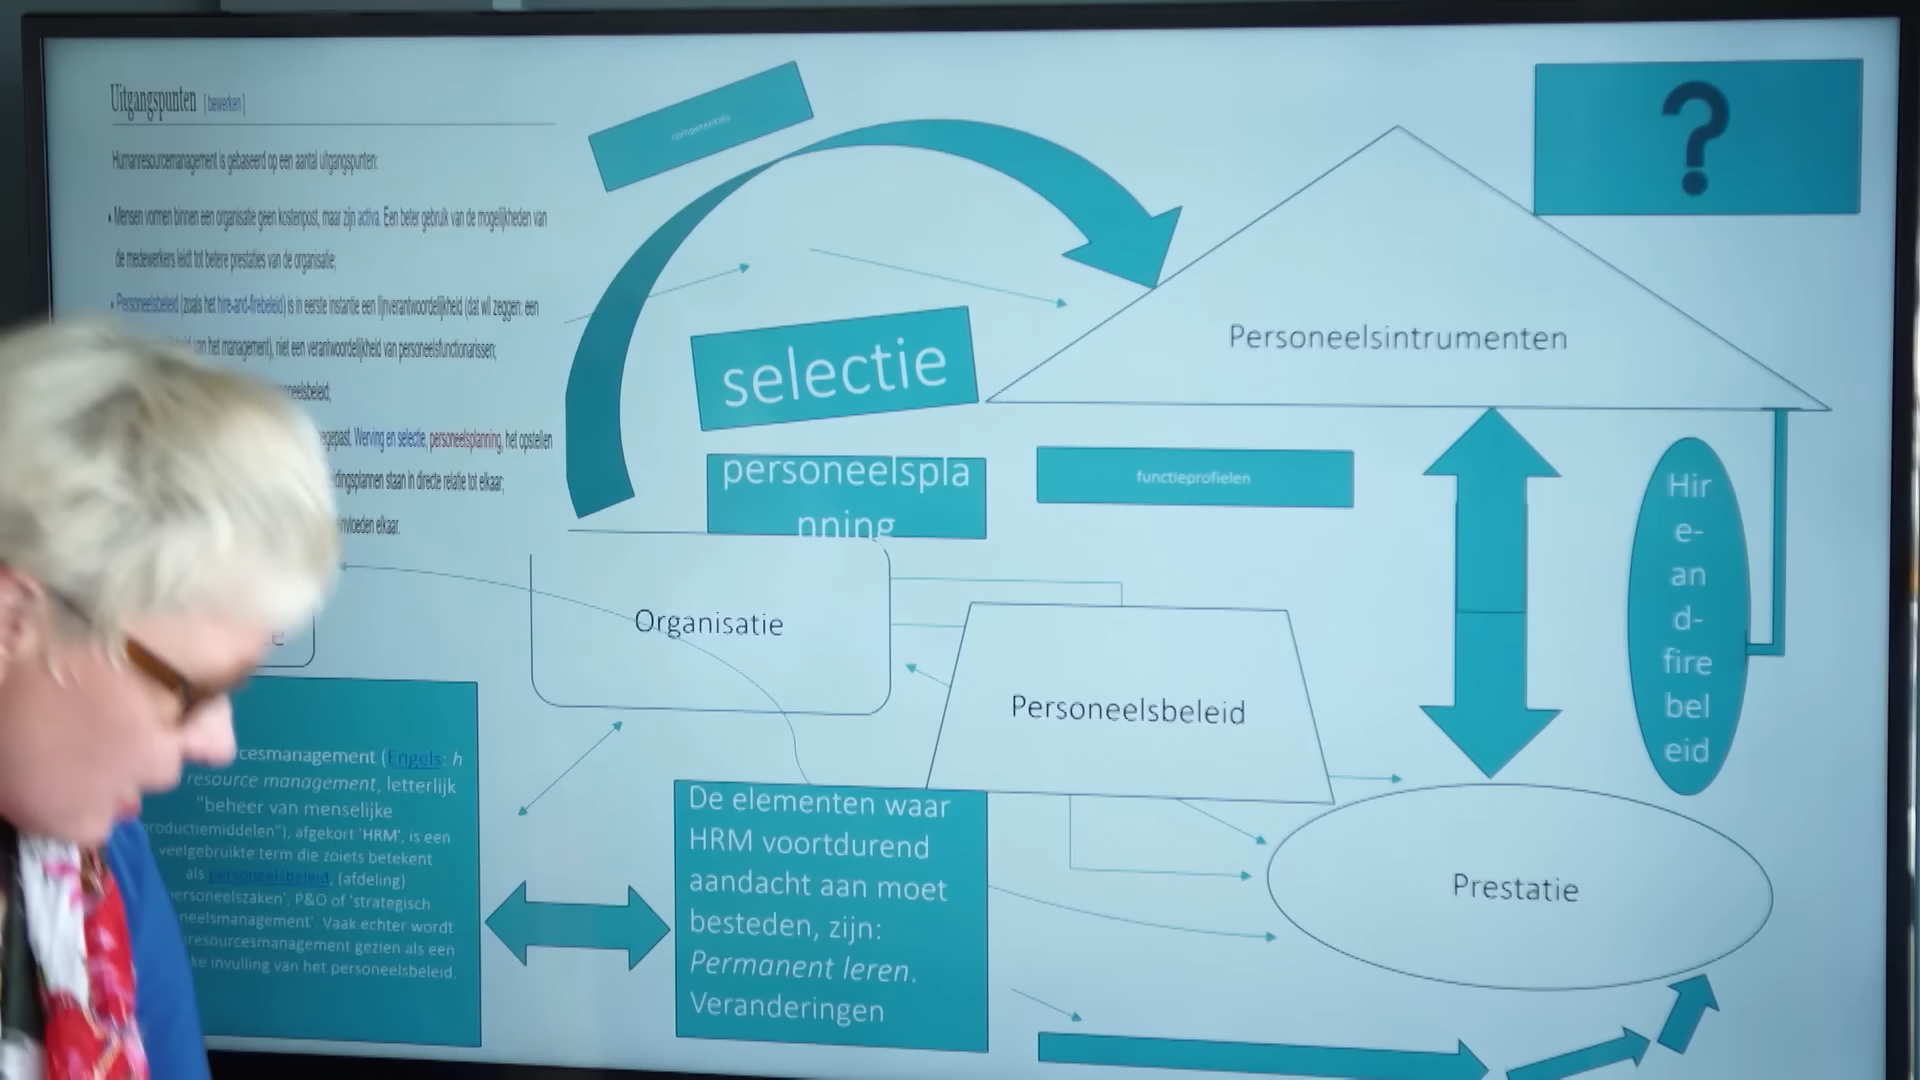 Uitgangspunten [ bewerken ]
Humanresourcemanagement is gebaseerd op een aantal uitgangspunten:
• Mensen vormen binnen een organisatie geen kostenpost, maar zijn activa. Een beter gebruik van de mogelijkheden van
de medewerkers leidt tot betere prestaties van de organisatie;
• Personeelsbeleid (zoals het hire-and-firebeleid) is in eerste instantie een lijnverantwoordelijkheid (dat wil zeggen: een
van het management), niet een verantwoordelijkheid van personeelsfunctionarissen;
Werving en selectie, personeelsplanning, het opstellen
staan in directe relatie tot elkaar;
elkaar.
competenties
selectie
personeelspla
nning
functieprofielen
Personeelsintrumenten
?
Hir
e-
an
d-
fire
bel
eid
Organisatie
Personeelsbeleid
Prestatie
cesmanagement (Engels: h
resource management, letterlijk
"beheer van menselijke
productiemiddelen"), afgekort 'HRM', is een
veelgebruikte term die zoiets betekent
als personeelsbeleid, (afdeling)
personeelszaken', P&O of 'strategisch
neelsmanagement'. Vaak echter wordt
resourcesmanagement gezien als een
ke invulling van het personeelsbeleid.
De elementen waar
HRM voortdurend
aandacht aan moet
besteden, zijn:
Permanent leren.
Veranderingen